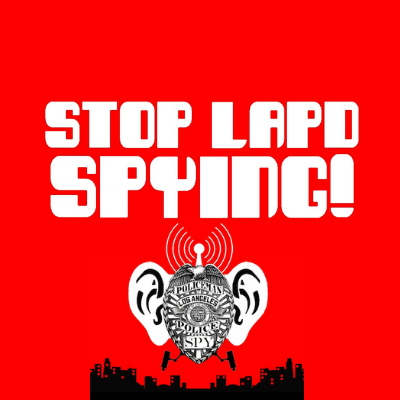 STOP LAPD
SPYING!
POLICEMAN
LOS ANGELES
POLICE
SPY